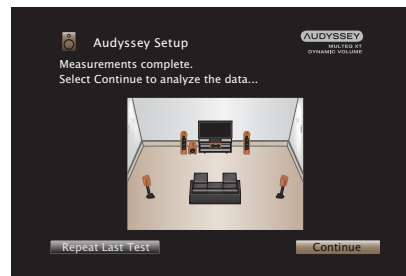 Audyssey Setup
AUDYSSEY
MULTEQ XT
DYNAMIC VOLUME
Measurements complete.
Select Continue to analyze the data...
Repeat Last Test
Continue